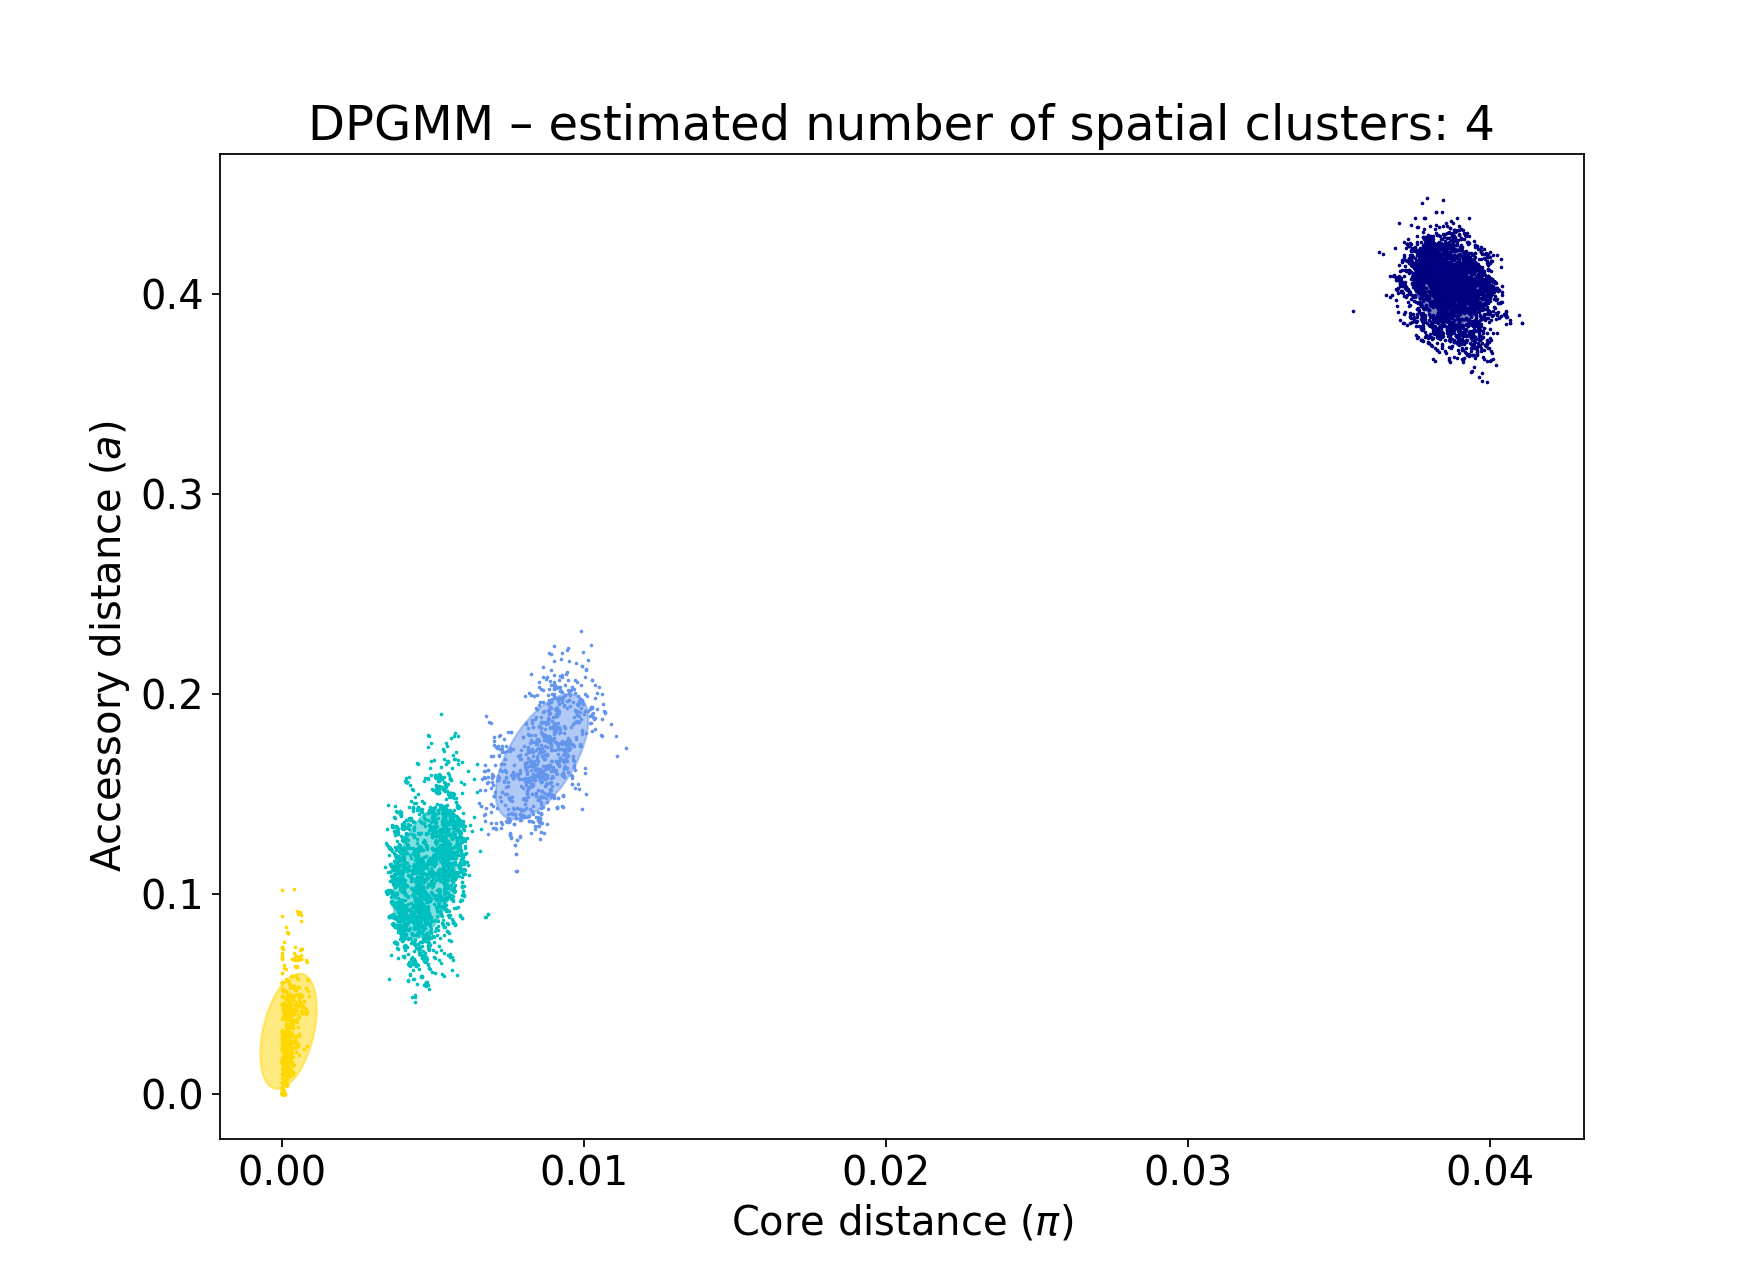 DPGMM – estimated number of spatial clusters: 4
0.4
0.3
0.2
0.1
0.0
Accessory distance (a)
0.00 0.01 0.02 0.03 0.04
Core distance (π)